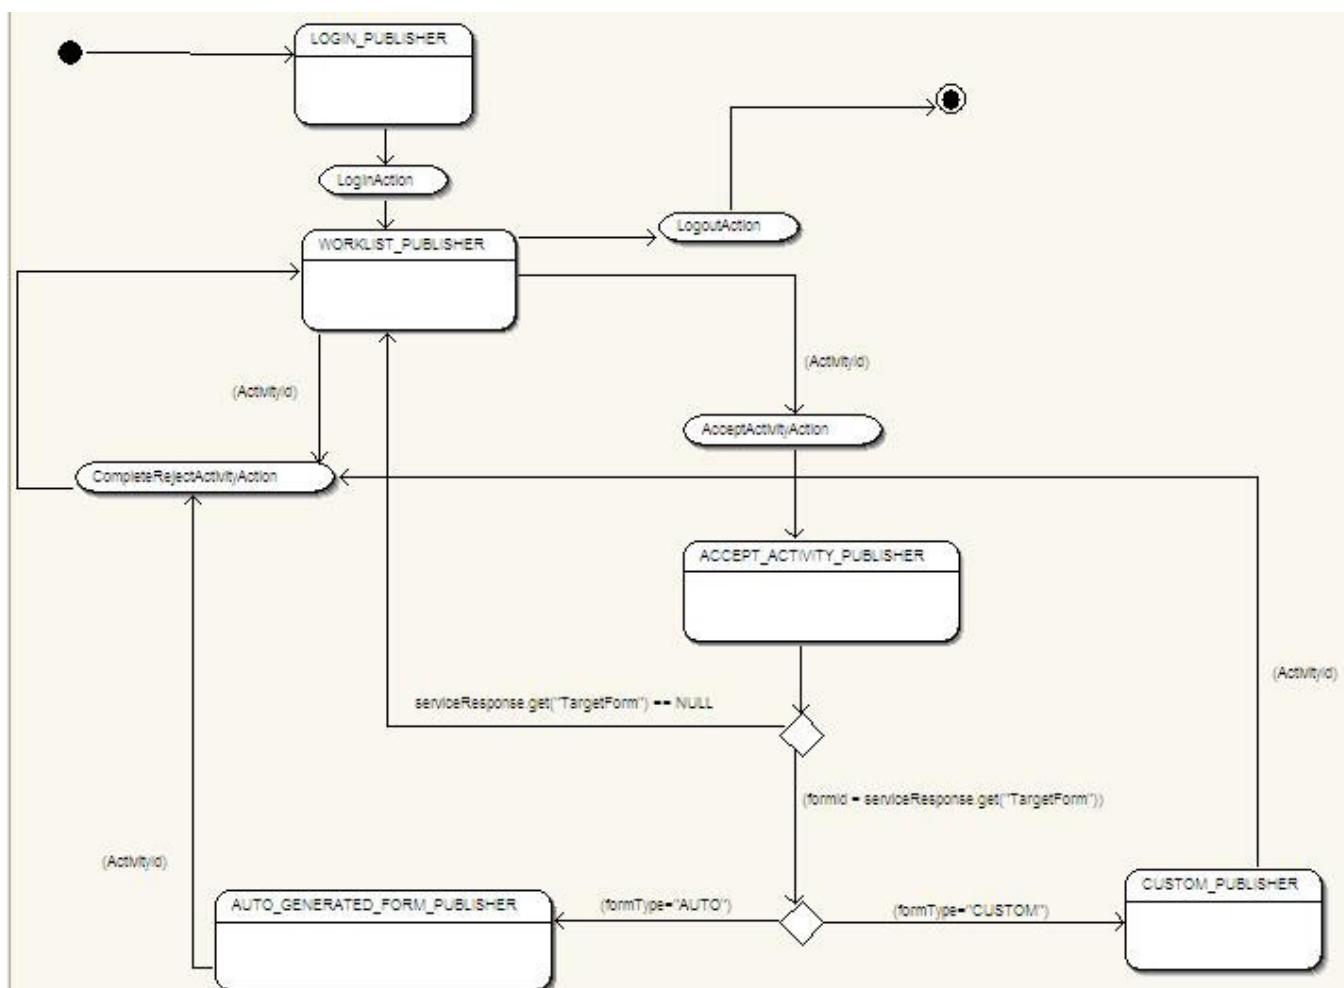 LOGIN_PUBLISHER
LoginAction
LogoutAction
WORKLIST_PUBLISHER
(ActivityId)
(ActivityId)
AcceptActivityAction
CompleteRejectActivityAction
ACCEPT_ACTIVITY_PUBLISHER
(ActivityId)
serviceResponse.get("TargetForm") == NULL
(formId = serviceResponse.get("TargetForm"))
(ActivityId)
CUSTOM_PUBLISHER
AUTO_GENERATED_FORM_PUBLISHER
(formType="AUTO")
(formType="CUSTOM")